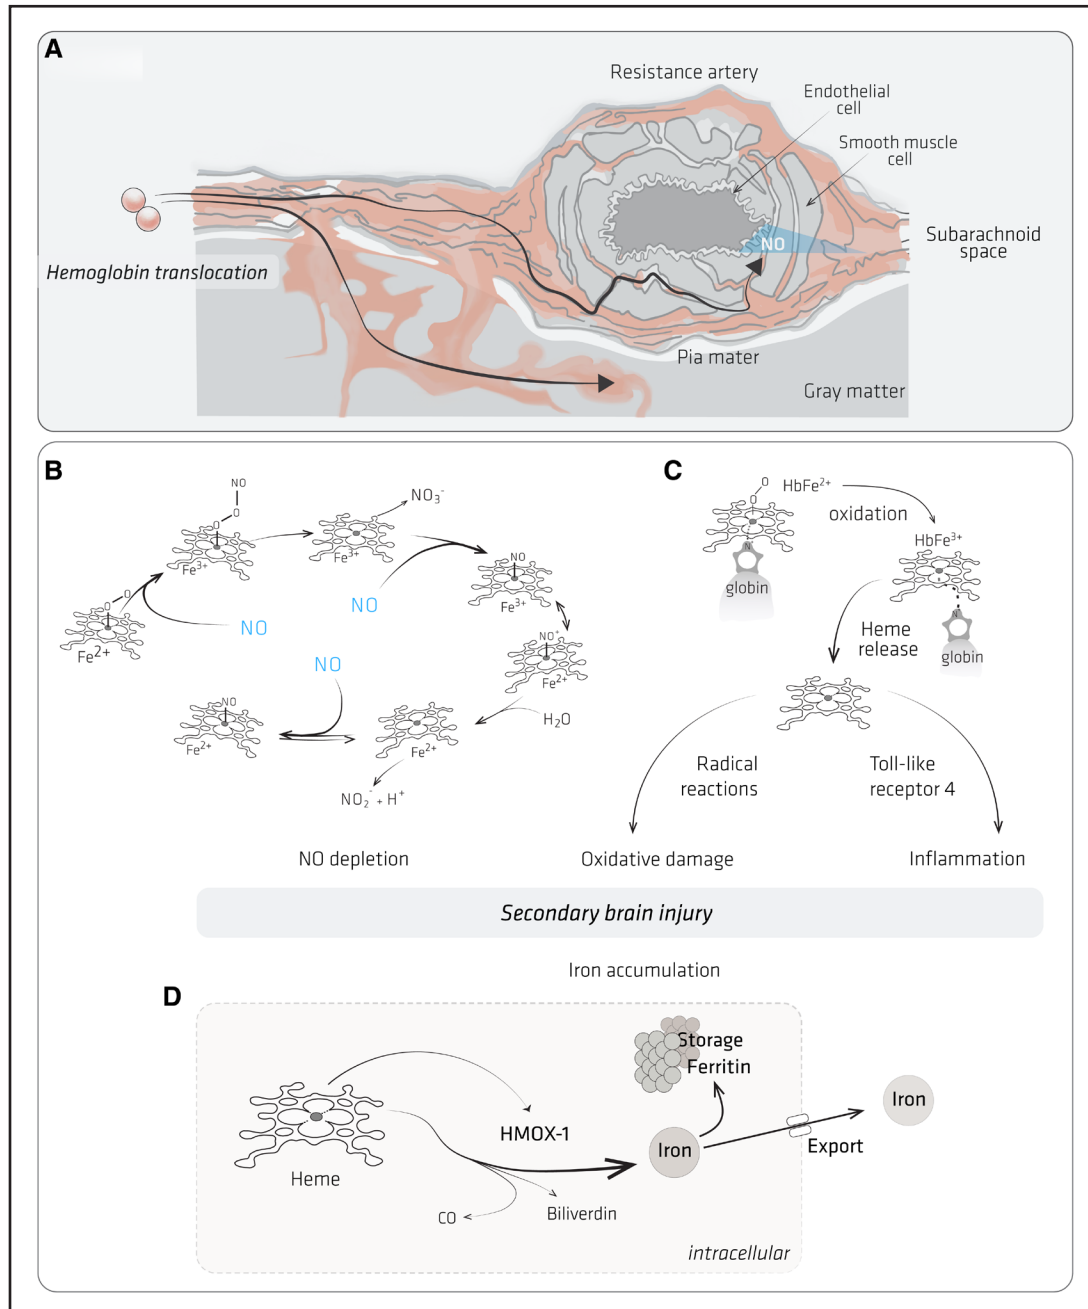 A
Resistance artery
Endothelial
cell
Smooth muscle
cell
NO
Subarachnoid
space
Hemoglobin translocation
Pia mater
Gray matter
B
NO
O
O
Fe³⁺
NO₃⁻
Fe³⁺
NO
Fe³⁺
O
O
Fe²⁺
NO
NO
NO⁺
Fe²⁺
NO
H₂O
NO
Fe²⁺
Fe²⁺
NO₂⁻ + H⁺
NO depletion
C
O
O
HbFe²⁺
oxidation
N
globin
HbFe³⁺
N
globin
Heme
release
Radical
reactions
Toll-like
receptor 4
Oxidative damage
Inflammation
Secondary brain injury
Iron accumulation
D
Storage
Ferritin
HMOX-1
Iron
Iron
Export
Heme
CO
Biliverdin
intracellular